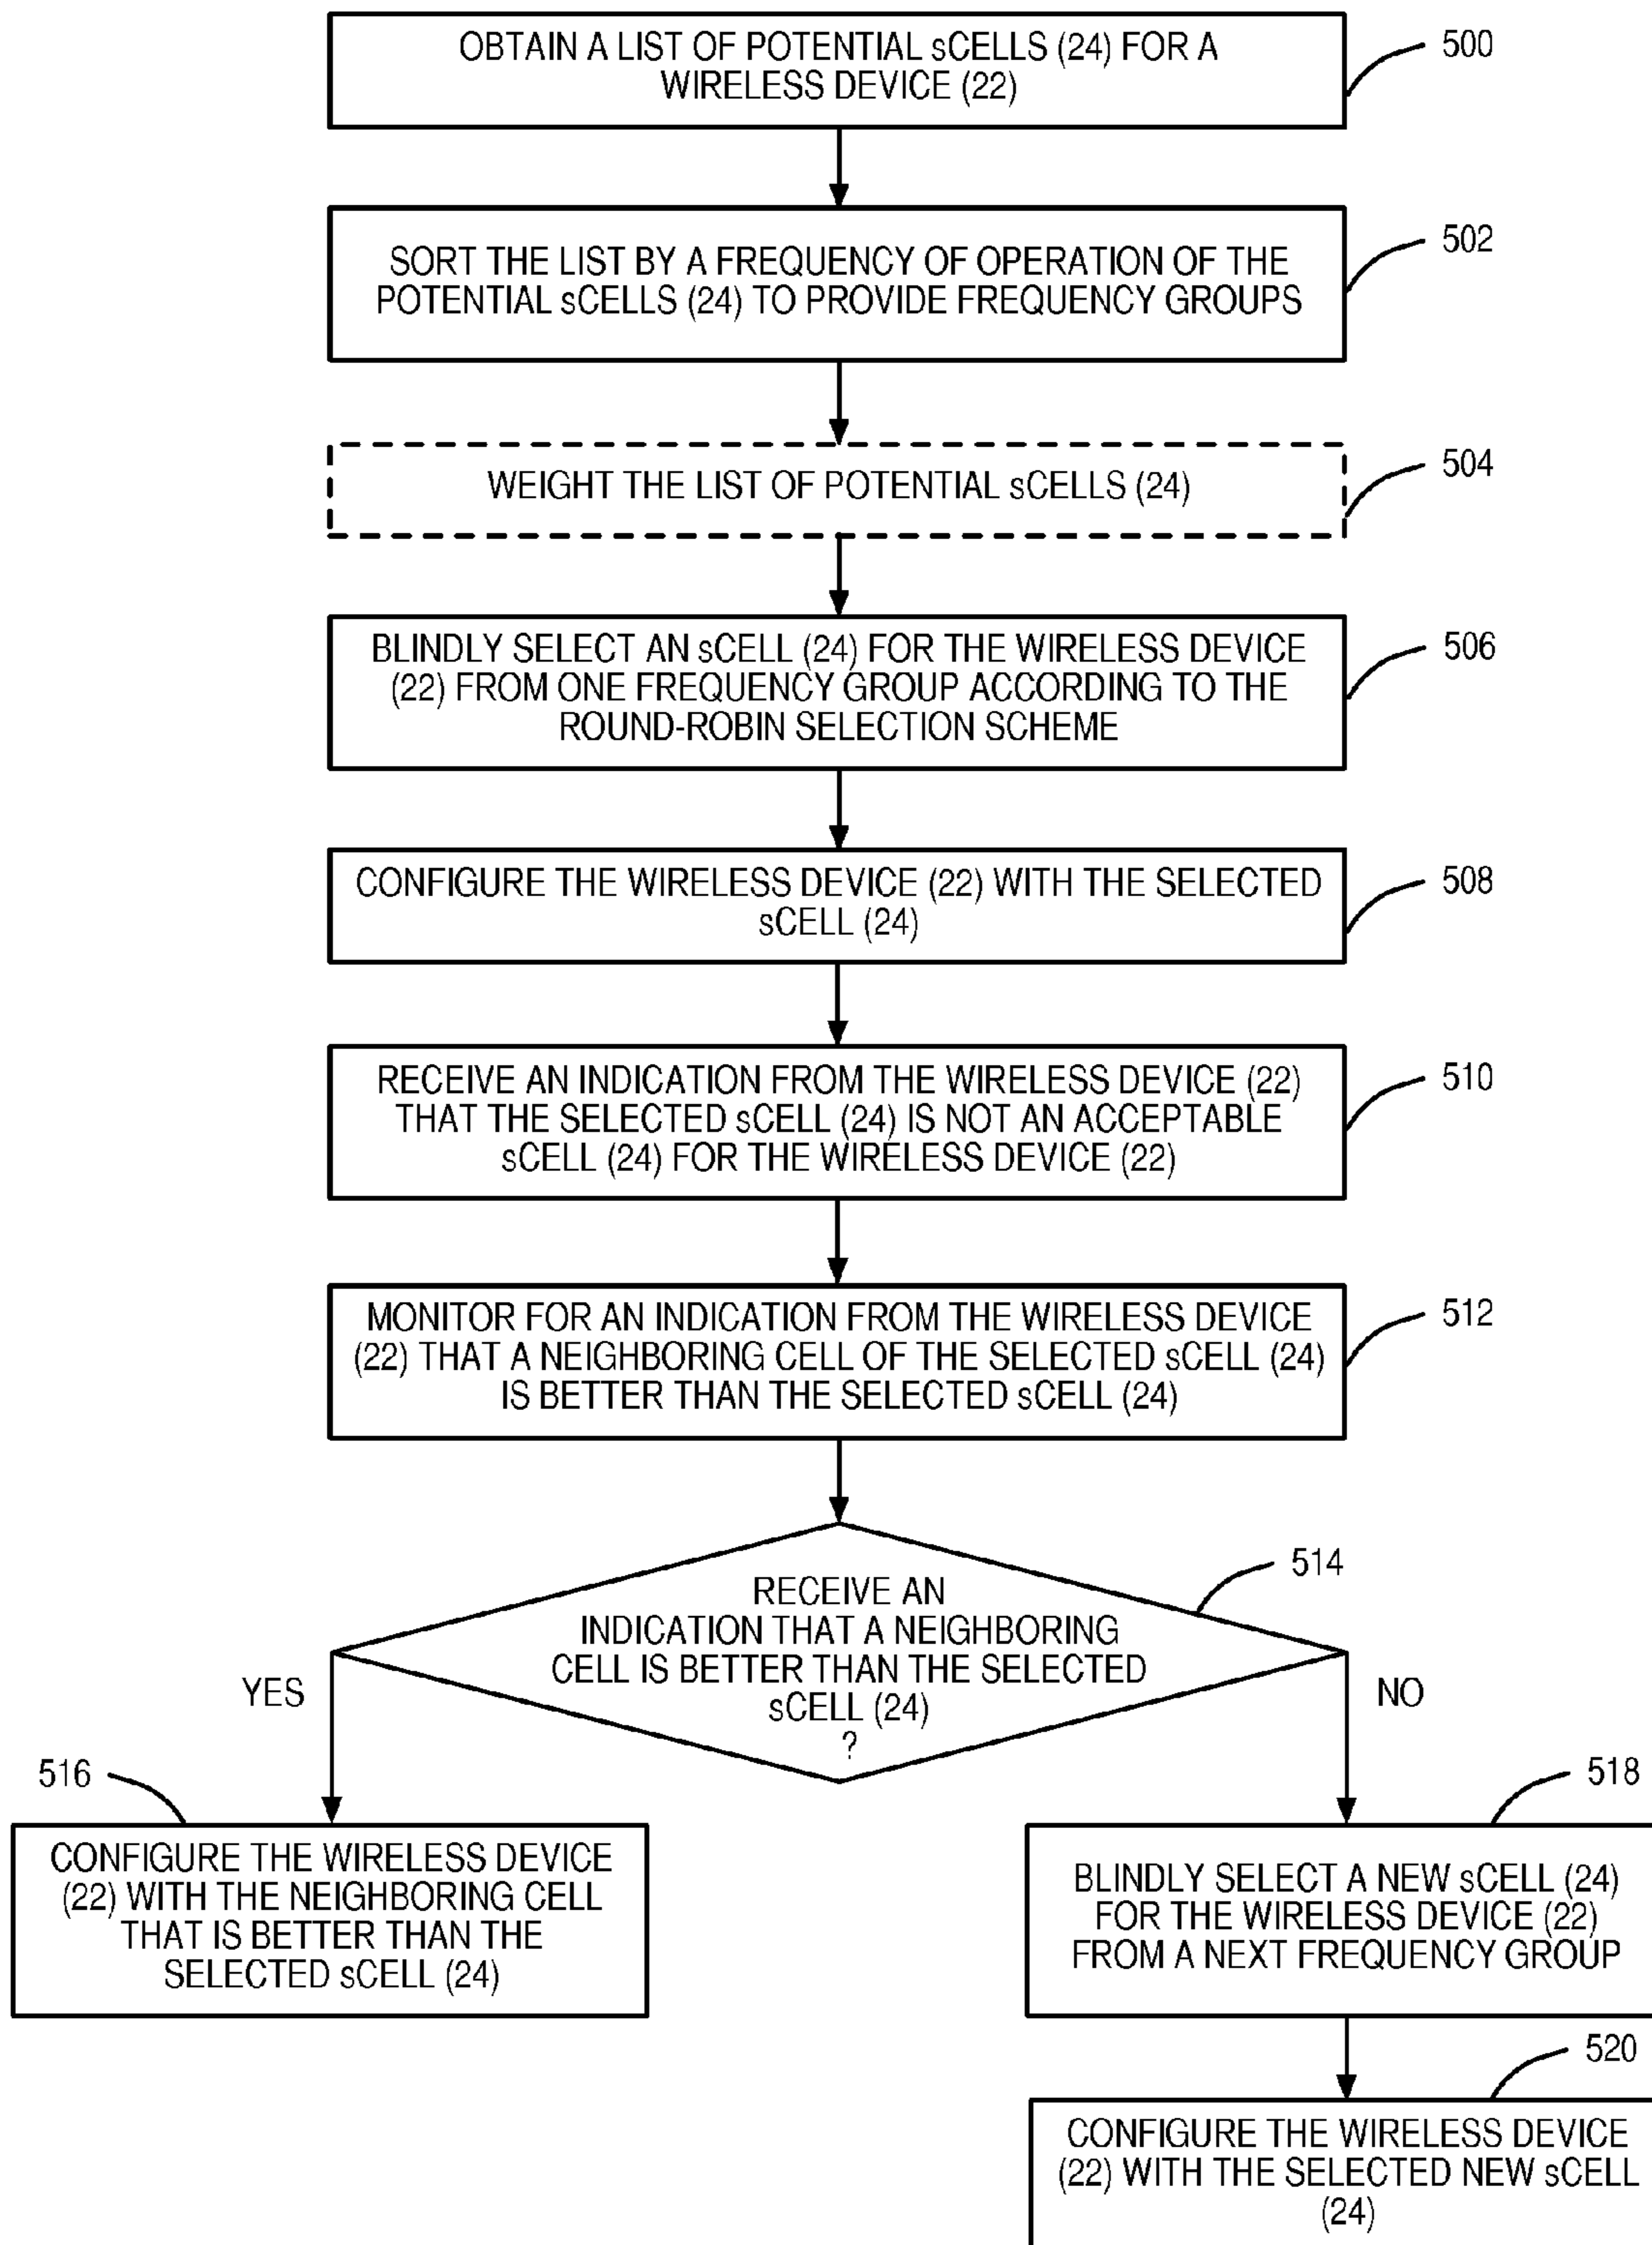 OBTAIN A LIST OF POTENTIAL sCELLS (24) FOR A
WIRELESS DEVICE (22)
500
SORT THE LIST BY A FREQUENCY OF OPERATION OF THE
POTENTIAL sCELLS (24) TO PROVIDE FREQUENCY GROUPS
502
WEIGHT THE LIST OF POTENTIAL sCELLS (24)
504
BLINDLY SELECT AN sCELL (24) FOR THE WIRELESS DEVICE
(22) FROM ONE FREQUENCY GROUP ACCORDING TO THE
ROUND-ROBIN SELECTION SCHEME
506
CONFIGURE THE WIRELESS DEVICE (22) WITH THE SELECTED
sCELL (24)
508
RECEIVE AN INDICATION FROM THE WIRELESS DEVICE (22)
THAT THE SELECTED sCELL (24) IS NOT AN ACCEPTABLE
sCELL (24) FOR THE WIRELESS DEVICE (22)
510
MONITOR FOR AN INDICATION FROM THE WIRELESS DEVICE
(22) THAT A NEIGHBORING CELL OF THE SELECTED sCELL (24)
IS BETTER THAN THE SELECTED sCELL (24)
512
RECEIVE AN
INDICATION THAT A NEIGHBORING
CELL IS BETTER THAN THE SELECTED
sCELL (24)
?
514
YES
NO
516
CONFIGURE THE WIRELESS DEVICE
(22) WITH THE NEIGHBORING CELL
THAT IS BETTER THAN THE
SELECTED sCELL (24)
518
BLINDLY SELECT A NEW sCELL (24)
FOR THE WIRELESS DEVICE (22)
FROM A NEXT FREQUENCY GROUP
520
CONFIGURE THE WIRELESS DEVICE
(22) WITH THE SELECTED NEW sCELL
(24)